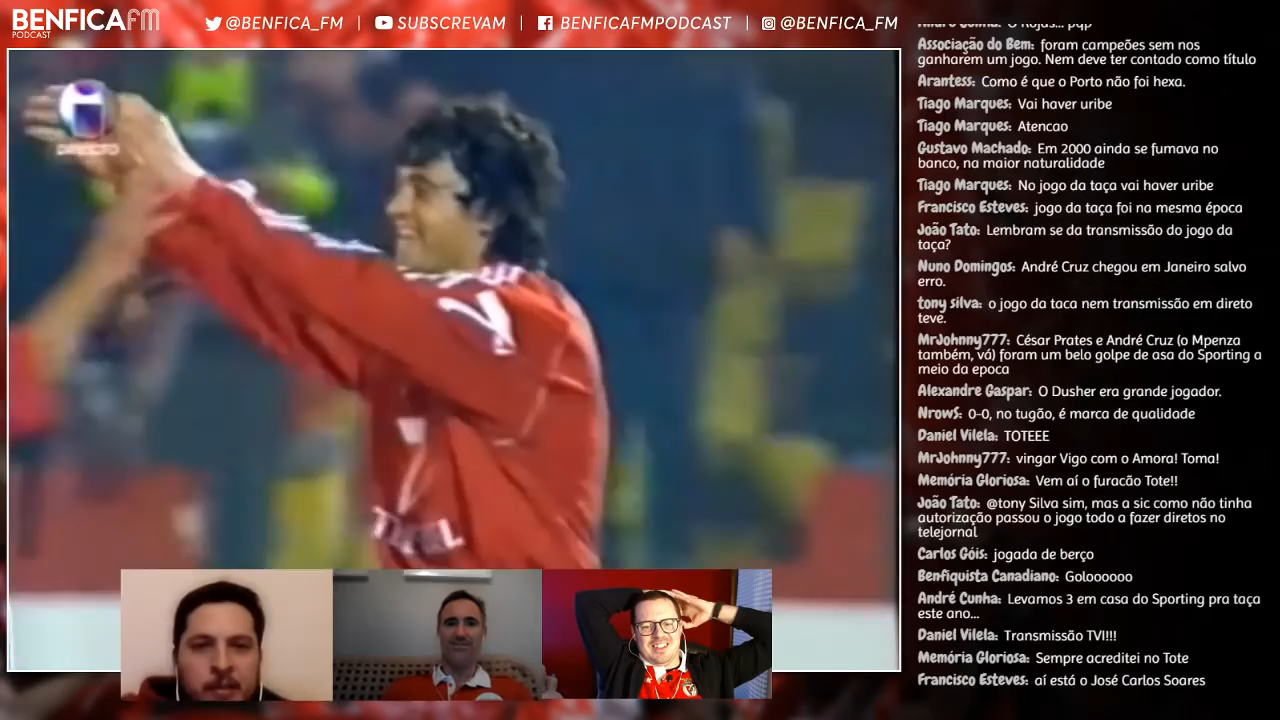 BENFICAFM
PODCAST
@BENFICA_FM | SUBSCREVAM | BENFICAFMPODCAST | @BENFICA_FM
DIRECTO
O Rojas... pqp
Associação do Bem: foram campeões sem nos
ganharem um jogo. Nem deve ter contado como título
Arantess: Como é que o Porto não foi hexa.
Tiago Marques: Vai haver uribe
Tiago Marques: Atencao
Gustavo Machado: Em 2000 ainda se fumava no
banco, na maior naturalidade
Tiago Marques: No jogo da taça vai haver uribe
Francisco Esteves: jogo da taça foi na mesma época
João Tato: Lembram se da transmissão do jogo da
taça?
Nuno Domingos: André Cruz chegou em Janeiro salvo
erro.
tony silva: o jogo da taca nem transmissão em direto
teve.
MrJohnny777: César Prates e André Cruz (o Mpenza
também, vá) foram um belo golpe de asa do Sporting a
meio da epoca
Alexandre Gaspar: O Dusher era grande jogador.
NrowS: 0-0, no tugão, é marca de qualidade
Daniel Vilela: TOTEEE
MrJohnny777: vingar Vigo com o Amora! Toma!
Memória Gloriosa: Vem aí o furacão Tote!!
João Tato: @tony Silva sim, mas a sic como não tinha
autorização passou o jogo todo a fazer diretos no
telejornal
Carlos Góis: jogada de berço
Benfiquista Canadiano: Goloooooo
André Cunha: Levamos 3 em casa do Sporting pra taça
este ano...
Daniel Vilela: Transmissão TVI!!!
Memória Gloriosa: Sempre acreditei no Tote
Francisco Esteves: aí está o José Carlos Soares